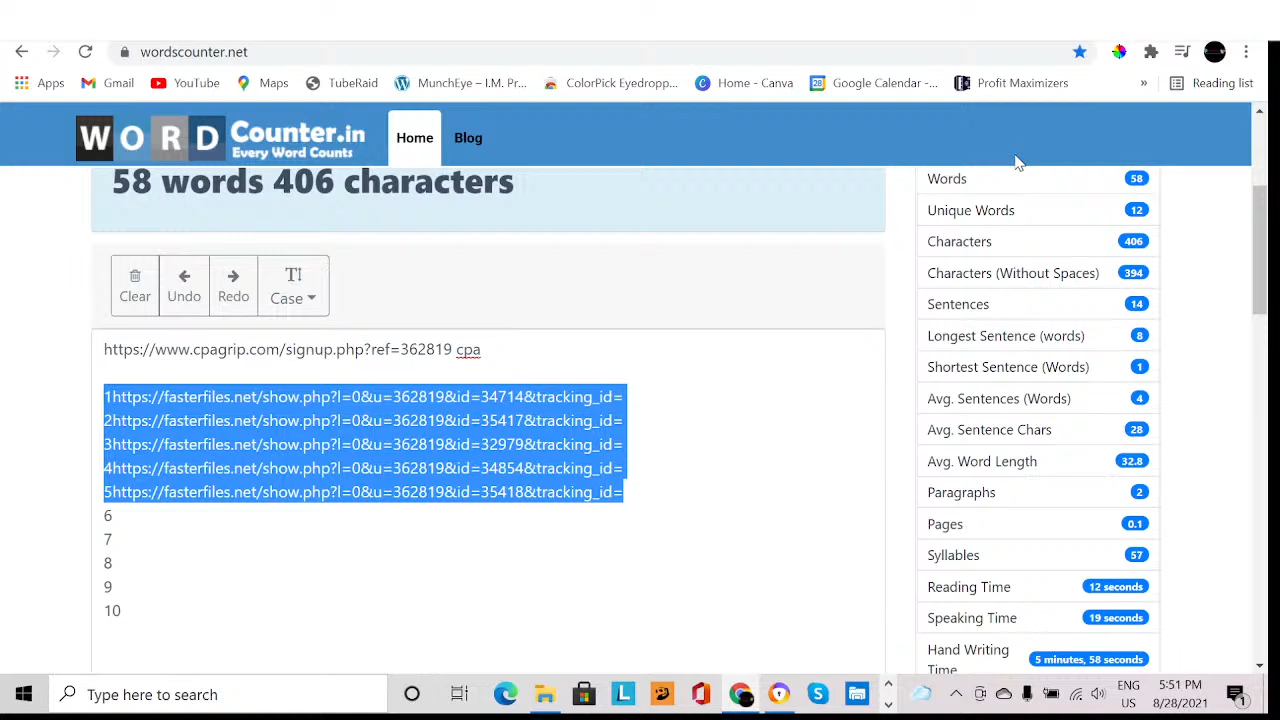 wordscounter.net
Apps Gmail YouTube Maps TubeRaid MunchEye – I.M. Pr... ColorPick Eyedropp... Home - Canva Google Calendar -... Profit Maximizers » Reading list
WORD Counter.in
Every Word Counts
Home Blog
58 words 406 characters
Clear Undo Redo Case
https://www.cpagrip.com/signup.php?ref=362819 cpa
1https://fasterfiles.net/show.php?l=0&u=362819&id=34714&tracking_id=
2https://fasterfiles.net/show.php?l=0&u=362819&id=35417&tracking_id=
3https://fasterfiles.net/show.php?l=0&u=362819&id=32979&tracking_id=
4https://fasterfiles.net/show.php?l=0&u=362819&id=34854&tracking_id=
5https://fasterfiles.net/show.php?l=0&u=362819&id=35418&tracking_id=
6
7
8
9
10
Words 58
Unique Words 12
Characters 406
Characters (Without Spaces) 394
Sentences 14
Longest Sentence (words) 8
Shortest Sentence (Words) 1
Avg. Sentences (Words) 4
Avg. Sentence Chars 28
Avg. Word Length 32.8
Paragraphs 2
Pages 0.1
Syllables 57
Reading Time 12 seconds
Speaking Time 19 seconds
Hand Writing
Time 5 minutes, 58 seconds
Type here to search
ENG
US
5:51 PM
8/28/2021